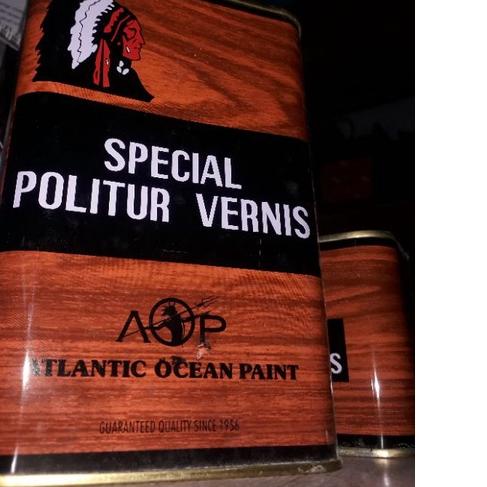 SPECIAL
POLITUR VERNIS
AOP
ATLANTIC OCEAN PAINT
GUARANTEED QUALITY SINCE 1956
S